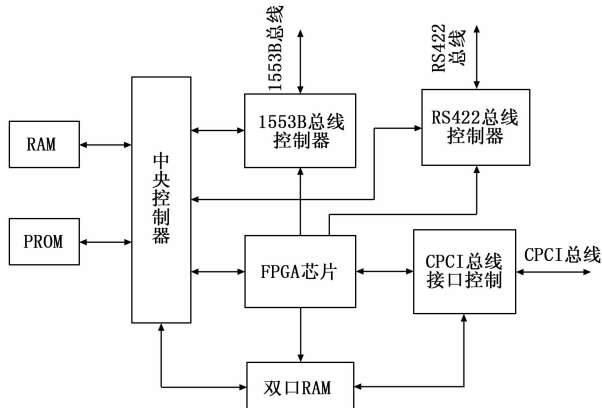 1553B总线
RS422
总线
1553B总线
控制器
RS422总线
控制器
RAM
中央控制器
PROM
FPGA芯片
CPCI总线
接口控制
CPCI总线
双口RAM